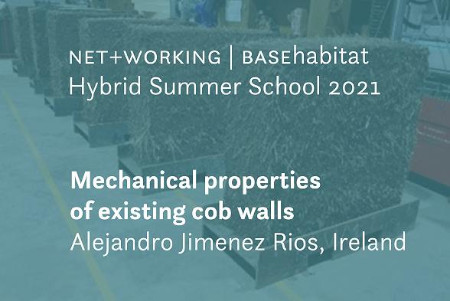 NET+WORKING | BASEhabitat
Hybrid Summer School 2021
Mechanical properties
of existing cob walls
Alejandro Jimenez Rios, Ireland